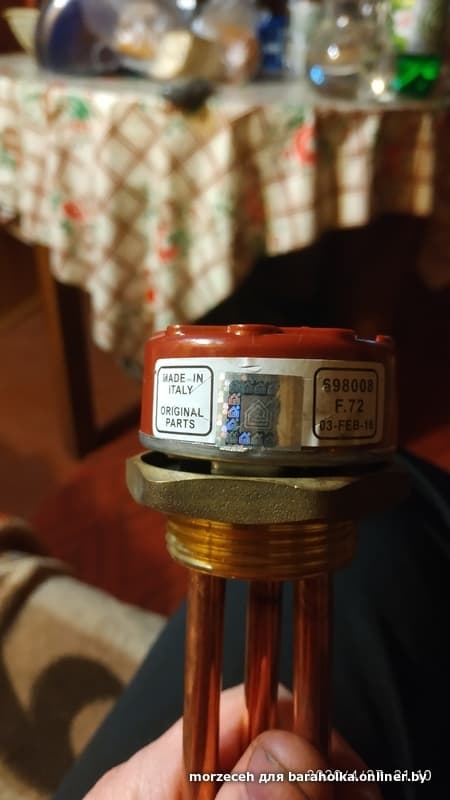 MADE IN
ITALY
ORIGINAL
PARTS
698008
F.72
03-FEB-16
morzeceh для baraholka.onliner.by